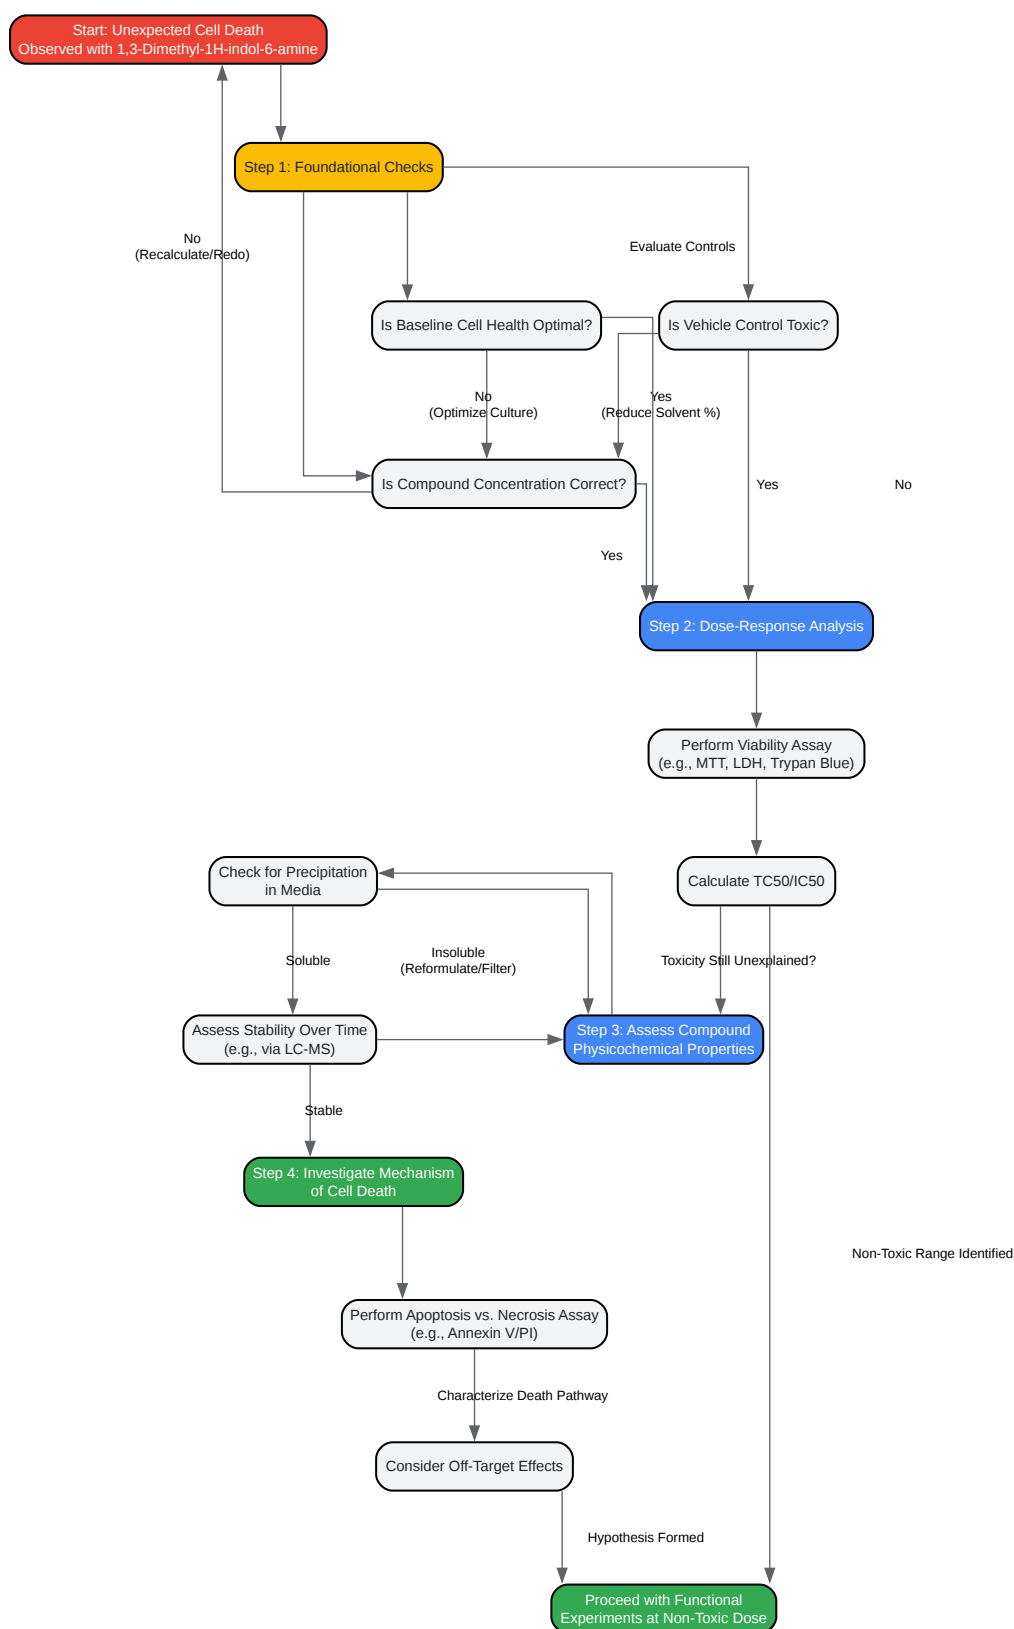 Start: Unexpected Cell Death
Observed with 1,3-Dimethyl-1H-indol-6-amine
Step 1: Foundational Checks
No
(Recalculate/Redo)
Evaluate Controls
Is Baseline Cell Health Optimal?
Is Vehicle Control Toxic?
No
(Optimize Culture)
Yes
(Reduce Solvent %)
Is Compound Concentration Correct?
Yes
No
Yes
Step 2: Dose-Response Analysis
Perform Viability Assay
(e.g., MTT, LDH, Trypan Blue)
Check for Precipitation
in Media
Calculate TC50/IC50
Soluble
Insoluble
(Reformulate/Filter)
Toxicity Still Unexplained?
Assess Stability Over Time
(e.g., via LC-MS)
Step 3: Assess Compound
Physicochemical Properties
Stable
Step 4: Investigate Mechanism
of Cell Death
Non-Toxic Range Identified
Perform Apoptosis vs. Necrosis Assay
(e.g., Annexin V/PI)
Characterize Death Pathway
Consider Off-Target Effects
Hypothesis Formed
Proceed with Functional
Experiments at Non-Toxic Dose